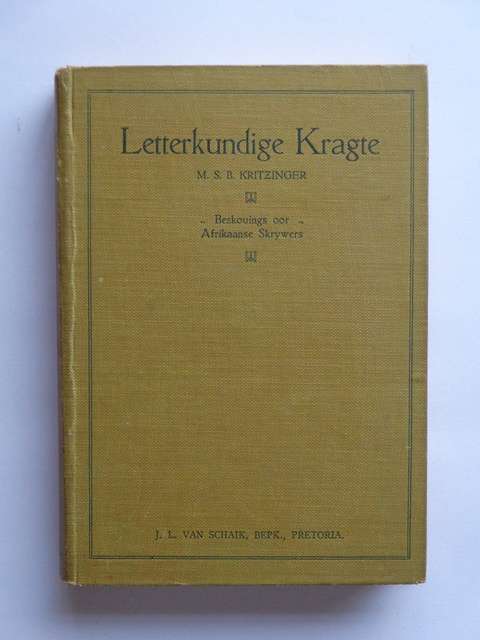 Letterkundige Kragte
M. S. B. KRITZINGER
.. Beskouings oor ..
Afrikaanse Skrywers
J. L. VAN SCHAIK, BEPK., PRETORIA.